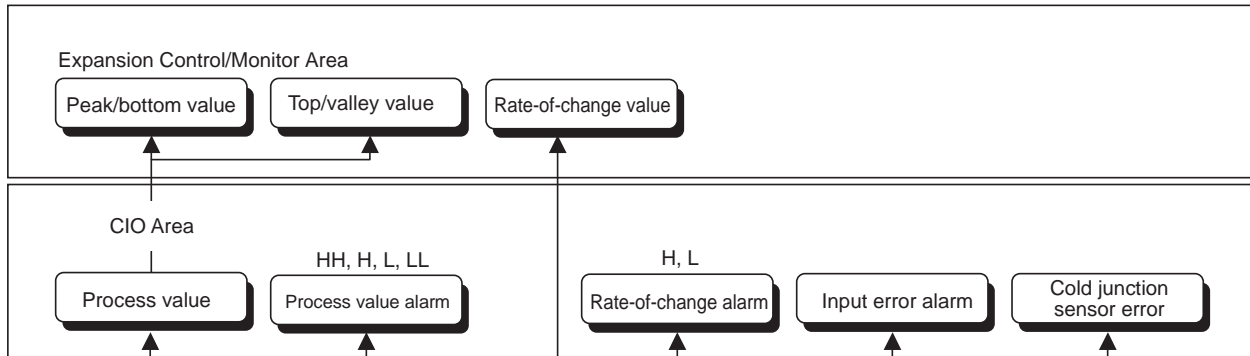 Expansion Control/Monitor Area
Peak/bottom value
Top/valley value
Rate-of-change value
CIO Area
HH, H, L, LL
H, L
Process value
Process value alarm
Rate-of-change alarm
Input error alarm
Cold junction
sensor error